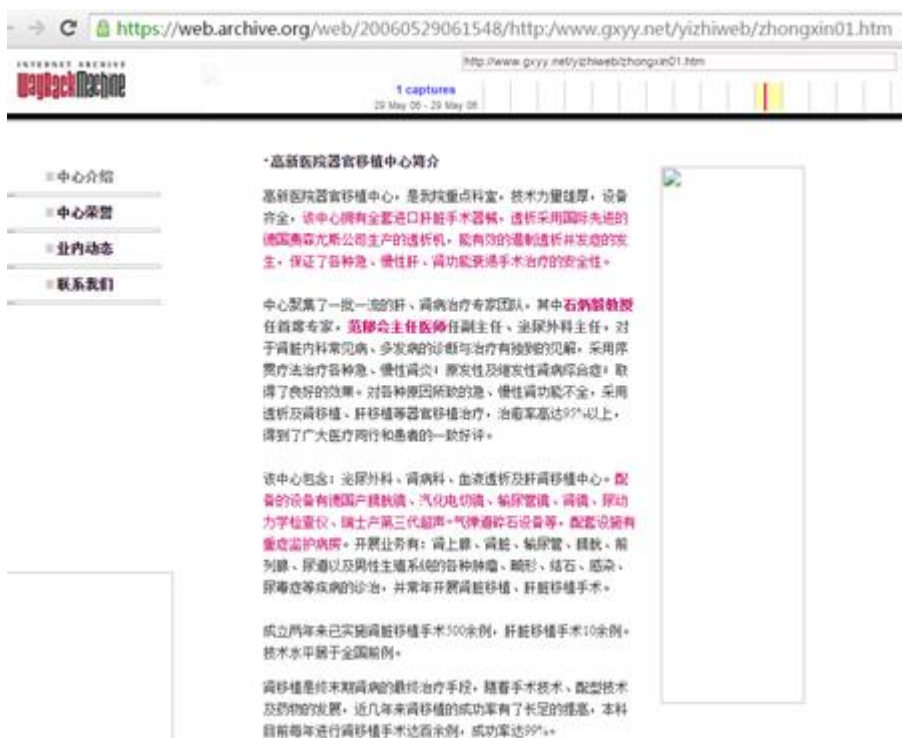 https://web.archive.org/web/20060529061548/http:/www.gxyy.net/yizhiweb/zhongxin01.htm
INTERNET ARCHIVE
WayBackMachine
http://www.gxyy.net/yizhiweb/zhongxin01.htm
1 captures
29 May 06 - 29 May 06
中心介绍
中心荣誉
业内动态
联系我们
·高新医院器官移植中心简介
高新医院器官移植中心，是我院重点科室，技术力量雄厚，设备
齐全，该中心拥有全套进口肝脏手术器械，透析采用国际先进的
德国费森尤斯公司生产的透析机，能有效的遏制透析并发症的发
生，保证了各种急、慢性肝、肾功能衰竭手术治疗的安全性。
中心聚集了一批一流的肝、肾病治疗专家团队，其中石炳毅教授
任首席专家，范郁会主任医师任副主任、泌尿外科主任，对
于肾脏内科常见病、多发病的诊断与治疗有独到的见解，采用序
贯疗法治疗各种急、慢性肾炎；原发性及继发性肾病综合症；取
得了良好的效果。对各种原因所致的急、慢性肾功能不全，采用
透析及肾移植、肝移植等器官移植治疗，治愈率高达95%以上，
得到了广大医疗同行和患者的一致好评。
该中心包含：泌尿外科、肾病科、血液透析及肝肾移植中心。配
备的设备有德国产膀胱镜、汽化电切镜、输尿管镜、肾镜、尿动
力学检查仪、瑞士产第三代超声+气弹道碎石设备等，配套设施有
重症监护病房。开展业务有：肾上腺、肾脏、输尿管、膀胱、前
列腺、尿道以及男性生殖系统的各种肿瘤、畸形、结石、感染、
尿毒症等疾病的诊治，并常年开展肾脏移植、肝脏移植手术。
成立两年来已实施肾脏移植手术300余例，肝脏移植手术10余例。
技术水平居于全国前例。
肾移植是终末期肾病的最终治疗手段，随着手术技术、配型技术
及药物的发展，近几年来肾移植的成功率有了长足的提高，本科
目前每年进行肾移植手术达百余例，成功率达99%。